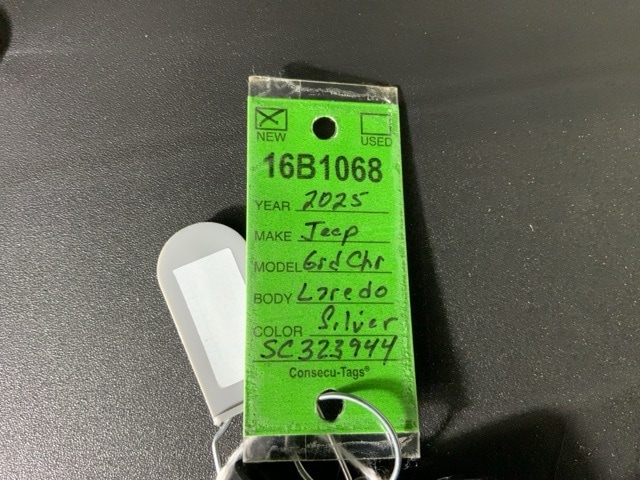 NEW USED
16B1068
YEAR 2025
MAKE Jeep
MODEL Grd Chr
BODY Laredo
COLOR Silver
SC323944
Consecu-Tags®